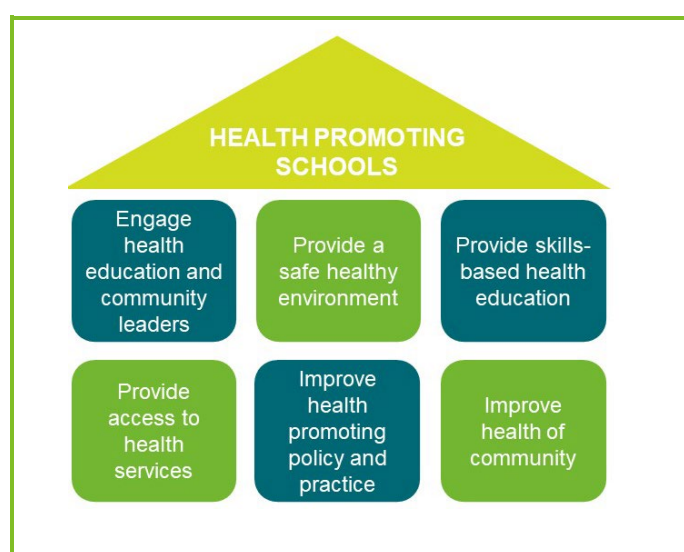 HEALTH PROMOTING
SCHOOLS
Engage
health
education and
community
leaders
Provide a
safe healthy
environment
Provide skills-
based health
education
Provide
access to
health
services
Improve
health
promoting
policy and
practice
Improve
health of
community